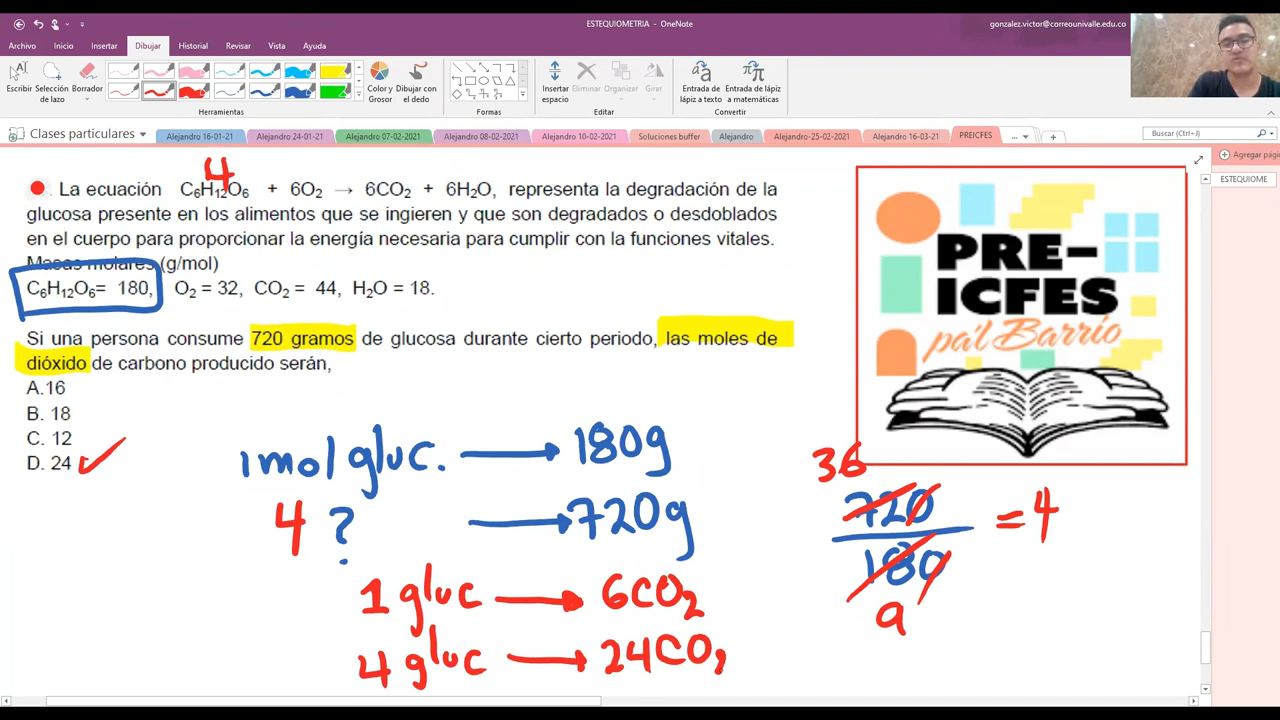 ESTEQUIOMETRIA - OneNote
gonzalez.victor@correounivalle.edu.co
Archivo Inicio Insertar Dibujar Historial Revisar Vista Ayuda
Escribir Selección de lazo Borrador Color y Grosor Dibujar con el dedo Insertar espacio Eliminar Organizar Girar Entrada de lápiz a texto Entrada de lápiz a matemáticas
Herramientas Formas Editar Convertir
Clases particulares Alejandro 16-01-21 Alejandro 24-01-21 Alejandro 07-02-2021 Alejandro 08-02-2021 Alejandro 10-02-2021 Soluciones buffer Alejandro Alejandro-25-02-2021 Alejandro 16-03-21 PREICFES ... + Buscar (Ctrl+J)
Agregar pági
ESTEQUIOME
4
. La ecuación C₆H₁₂O₆ + 6O₂ → 6CO₂ + 6H₂O, representa la degradación de la
glucosa presente en los alimentos que se ingieren y que son degradados o desdoblados
en el cuerpo para proporcionar la energía necesaria para cumplir con la funciones vitales.
Masas molares (g/mol)
C₆H₁₂O₆= 180, O₂ = 32, CO₂ = 44, H₂O = 18.
Si una persona consume 720 gramos de glucosa durante cierto periodo, las moles de
dióxido de carbono producido serán,
A.16
B. 18
C. 12
D. 24 ✓
PRE-
ICFES
pa'l Barrio
1mol gluc. → 180g
4 ? → 720g
1 gluc → 6CO₂
4 gluc → 24CO₂
36
720
180
9
= 4